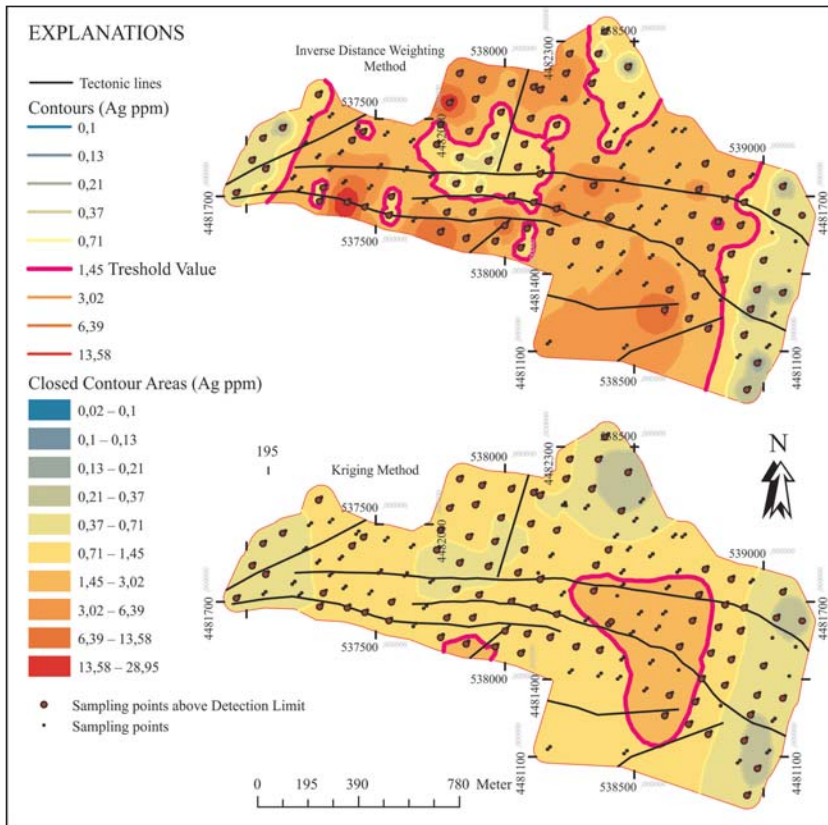 EXPLANATIONS
Tectonic lines
Contours (Ag ppm)
0,1
0,13
0,21
0,37
0,71
1,45 Treshold Value
3,02
6,39
13,58
Closed Contour Areas (Ag ppm)
0,02 – 0,1
0,1 – 0,13
0,13 – 0,21
0,21 – 0,37
0,37 – 0,71
0,71 – 1,45
1,45 – 3,02
3,02 – 6,39
6,39 – 13,58
13,58 – 28,95
Sampling points above Detection Limit
Sampling points
Inverse Distance Weighting
Method
538000
4482300
538500
537500
4482000
539000
4481700
4481700
537500
538000
4481400
4481400
538500
4481100
4481100
195
Kriging Method
N
538000
4482300
538500
537500
4482000
539000
4481700
4481700
537500
538000
4481400
4481400
538500
4481100
4481100
0 195 390 780 Meter